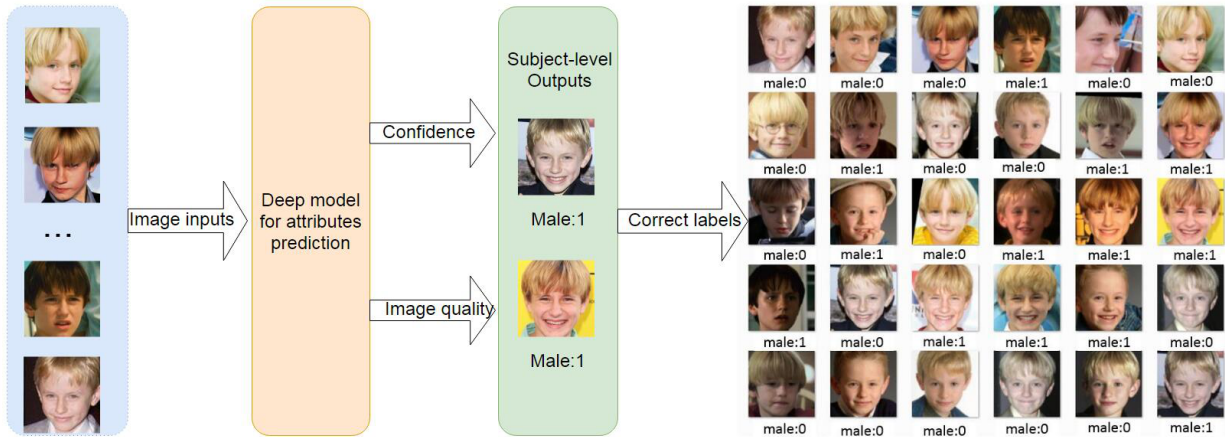 Image inputs
...
Deep model
for attributes
prediction
Confidence
Image quality
Subject-level
Outputs
Male:1
Male:1
Correct labels
male:0 male:0 male:0 male:1 male:0 male:0
male:0 male:1 male:0 male:0 male:1 male:1
male:0 male:1 male:0 male:1 male:1 male:1
male:1 male:0 male:1 male:1 male:0 male:0
male:0 male:0 male:0 male:0 male:0 male:1